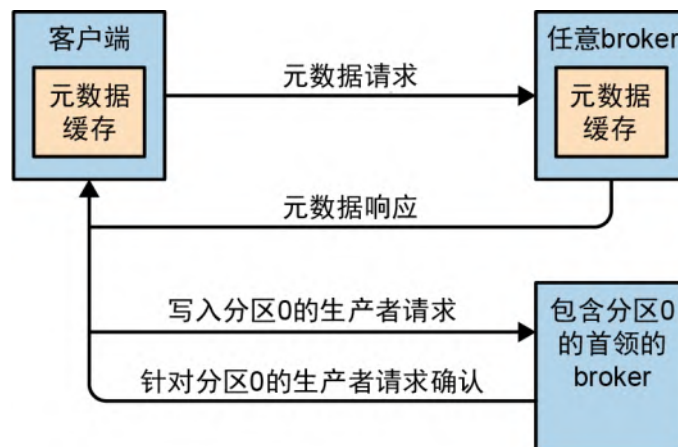 客户端
元数据
缓存
元数据请求
任意broker
元数据
缓存
元数据响应
写入分区0的生产者请求
针对分区0的生产者请求确认
包含分区0
的首领的
broker